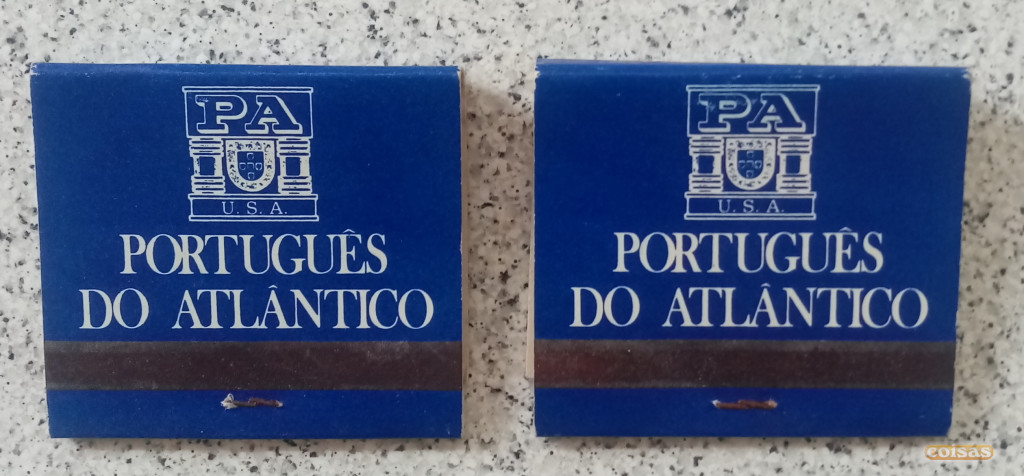 PA
U. S. A.
PORTUGUÊS
DO ATLÂNTICO
PA
U. S. A.
PORTUGUÊS
DO ATLÂNTICO
coisas